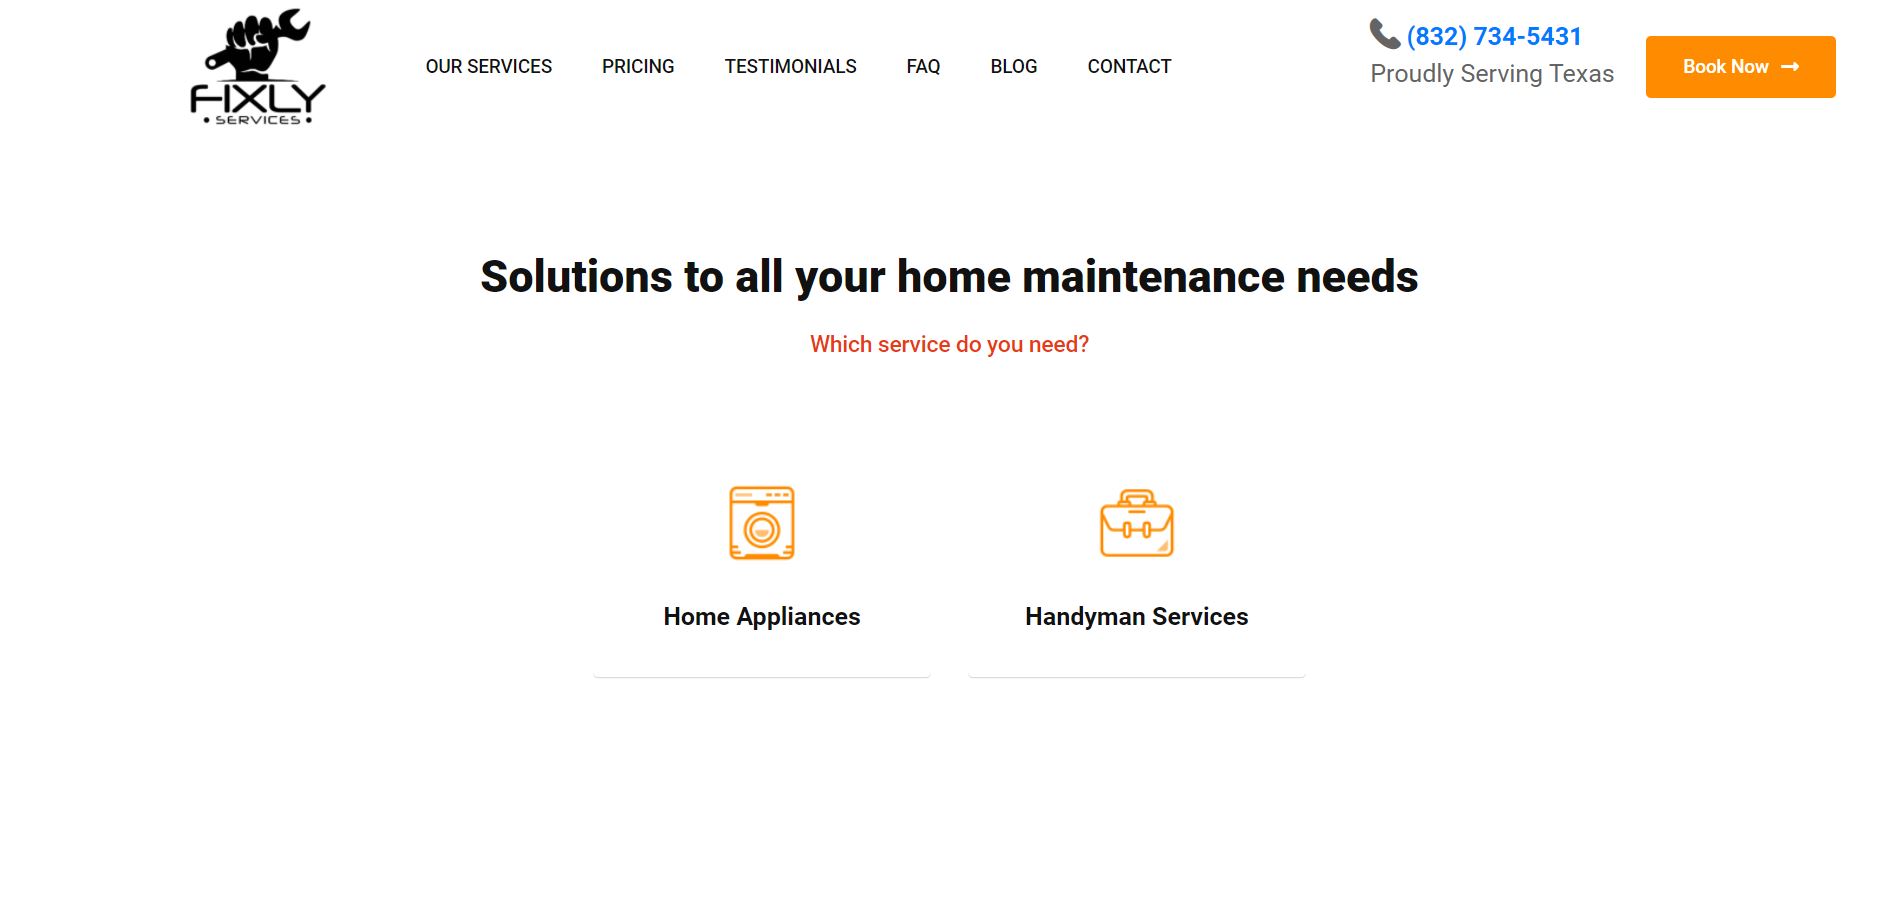 FIXLY
SERVICES
OUR SERVICES
PRICING
TESTIMONIALS
FAQ
BLOG
CONTACT
(832) 734-5431
Proudly Serving Texas
Book Now
Solutions to all your home maintenance needs
Which service do you need?
Home Appliances
Handyman Services